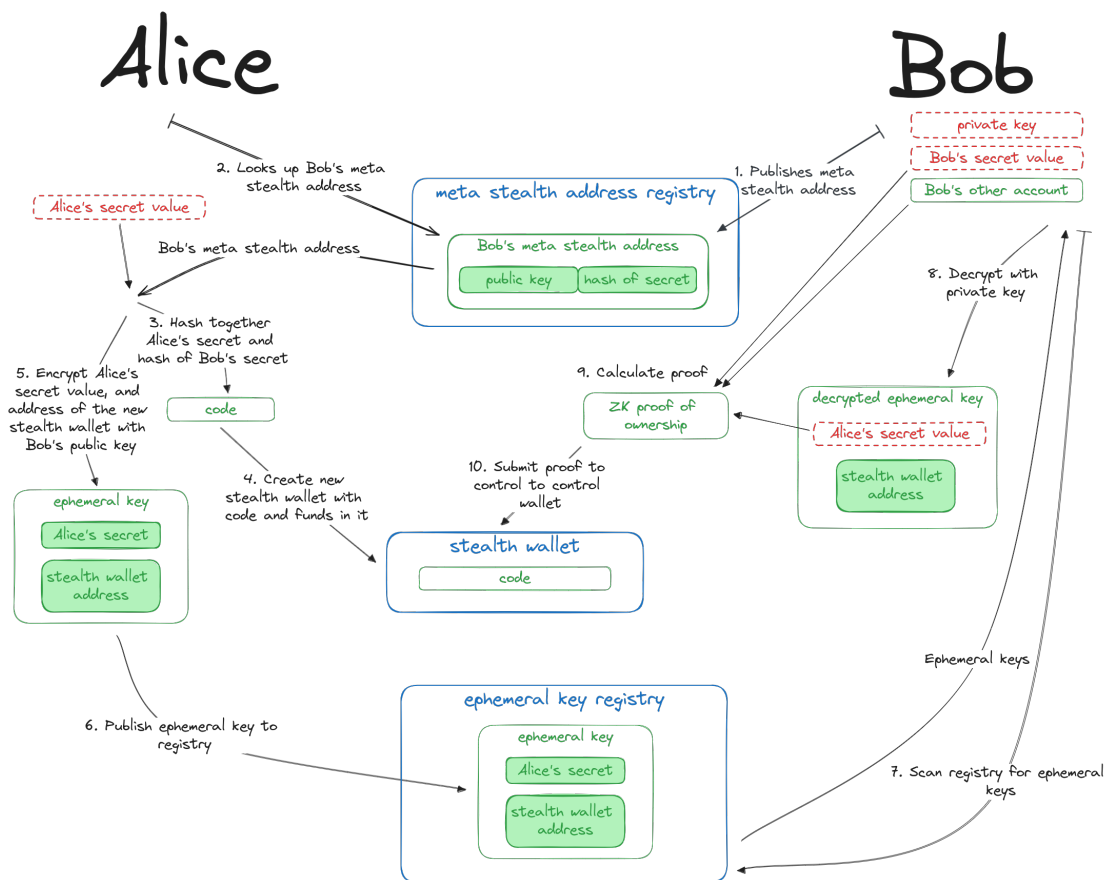 Alice
Bob
private key
Bob's secret value
Bob's other account
2. Looks up Bob's meta
stealth address
1. Publishes meta
stealth address
meta stealth address registry
Alice's secret value
Bob's meta stealth address
Bob's meta stealth address
public key
hash of secret
8. Decrypt with
private key
3. Hash together
Alice's secret and
hash of Bob's secret
5. Encrypt Alice's
secret value, and
address of the new
stealth wallet with
Bob's public key
code
9. Calculate proof
ZK proof of
ownership
decrypted ephemeral key
Alice's secret value
stealth wallet
address
4. Create new
stealth wallet with
code and funds in it
10. Submit proof to
control to control
wallet
ephemeral key
Alice's secret
stealth wallet
address
stealth wallet
code
Ephemeral keys
6. Publish ephemeral key to
registry
ephemeral key registry
ephemeral key
Alice's secret
stealth wallet
address
7. Scan registry for ephemeral
keys